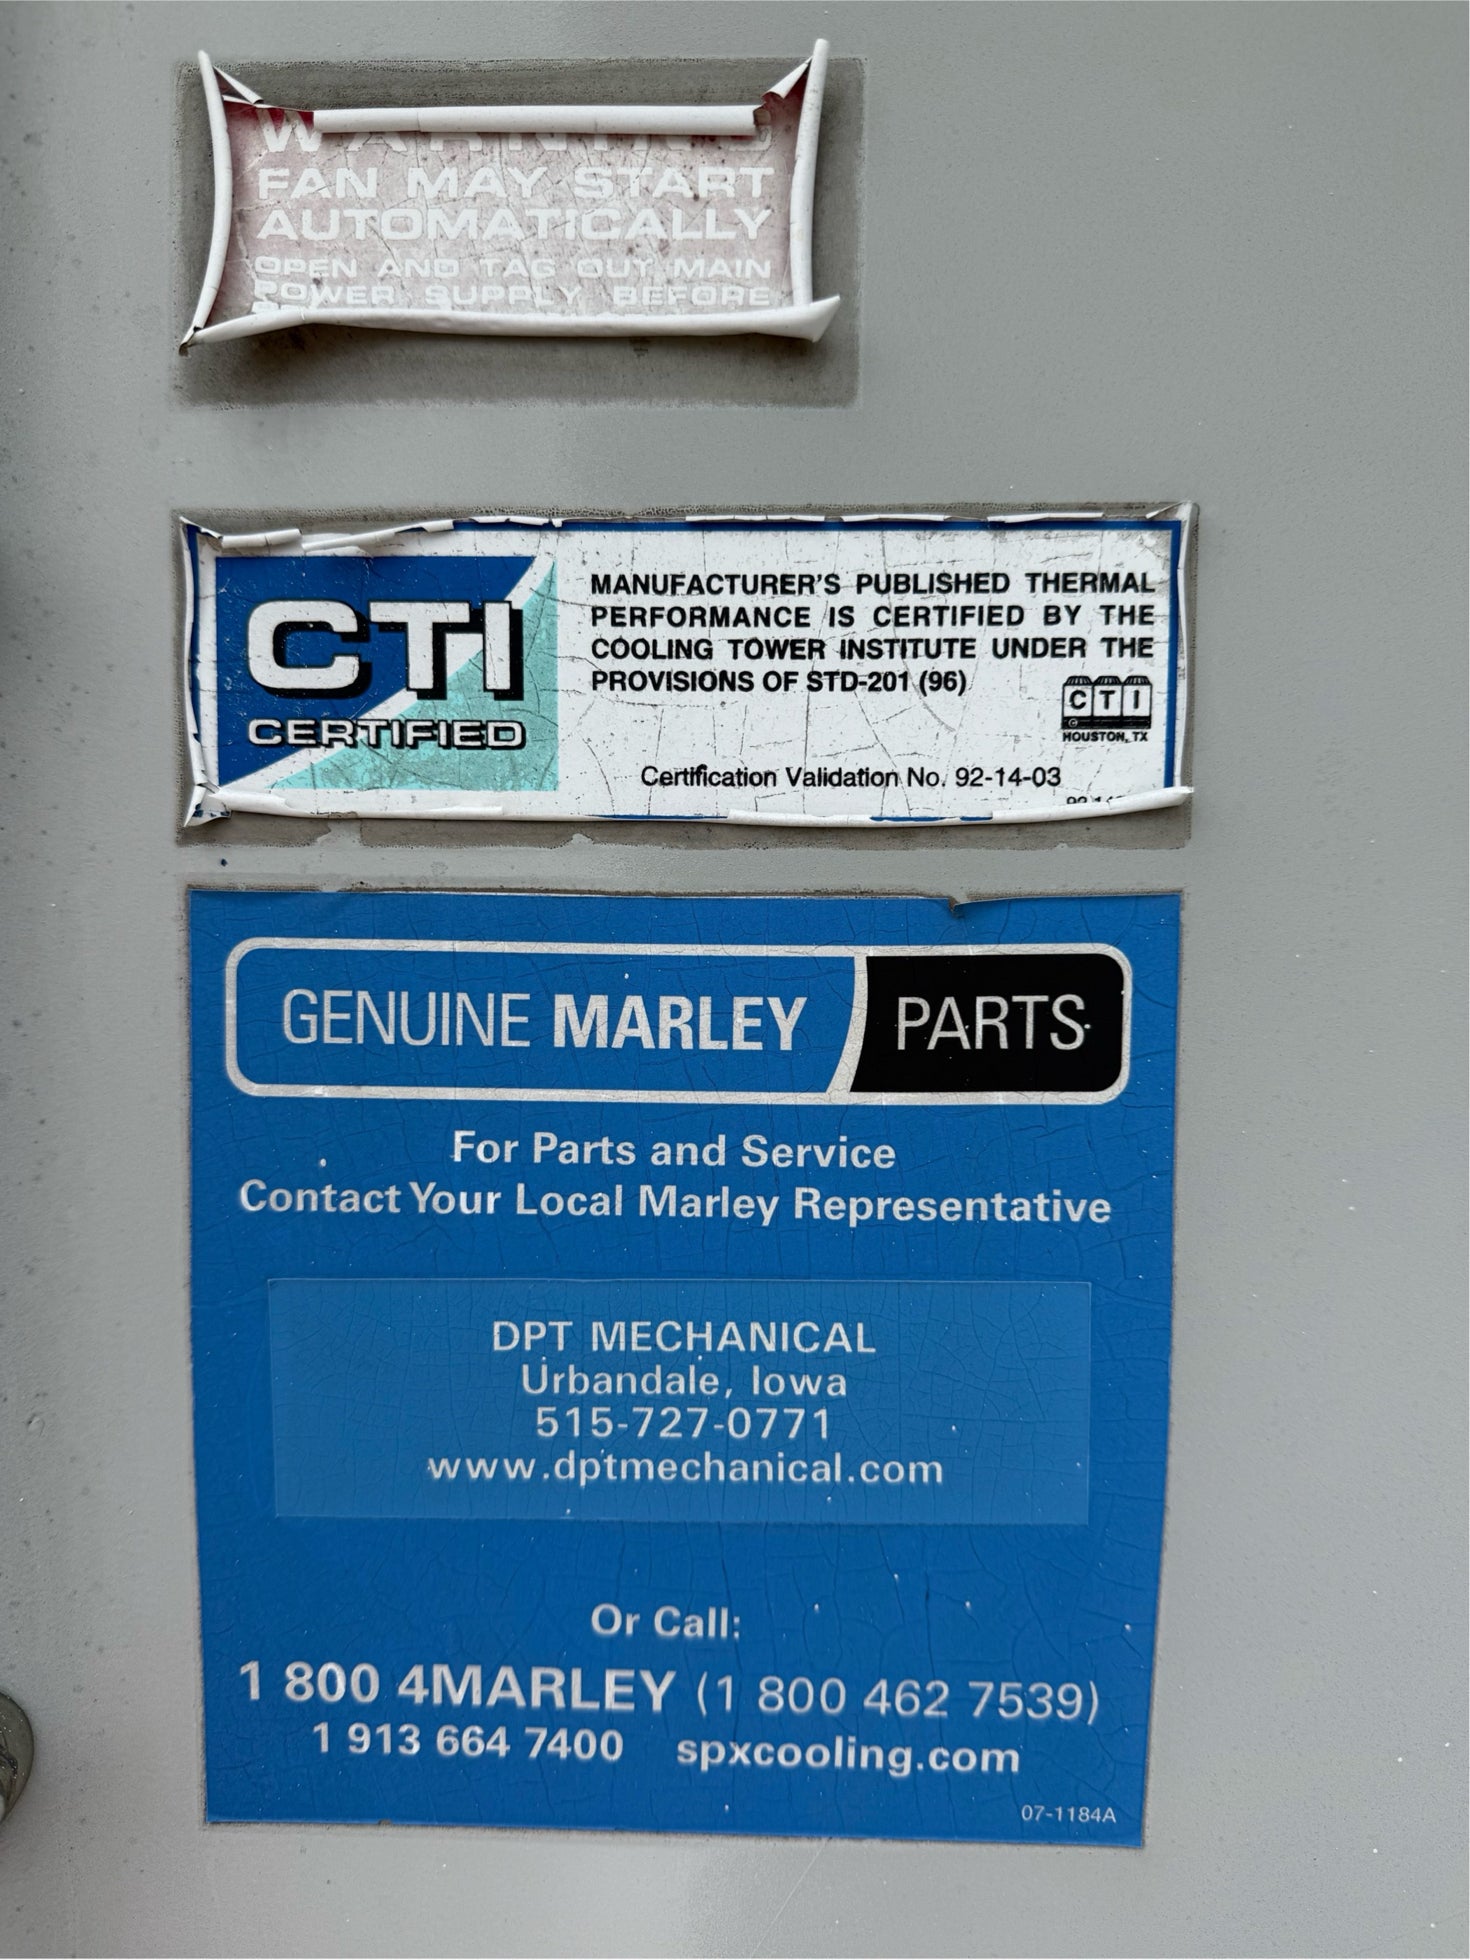 WARNING
FAN MAY START
AUTOMATICALLY
OPEN AND TAG OUT MAIN
POWER SUPPLY BEFORE
CTI
CERTIFIED
MANUFACTURER'S PUBLISHED THERMAL
PERFORMANCE IS CERTIFIED BY THE
COOLING TOWER INSTITUTE UNDER THE
PROVISIONS OF STD-201 (96)
CTI
HOUSTON, TX
Certification Validation No. 92-14-03
GENUINE MARLEY PARTS
For Parts and Service
Contact Your Local Marley Representative
DPT MECHANICAL
Urbandale, Iowa
515-727-0771
www.dptmechanical.com
Or Call:
1 800 4MARLEY (1 800 462 7539)
1 913 664 7400 spxcooling.com
07-1184A